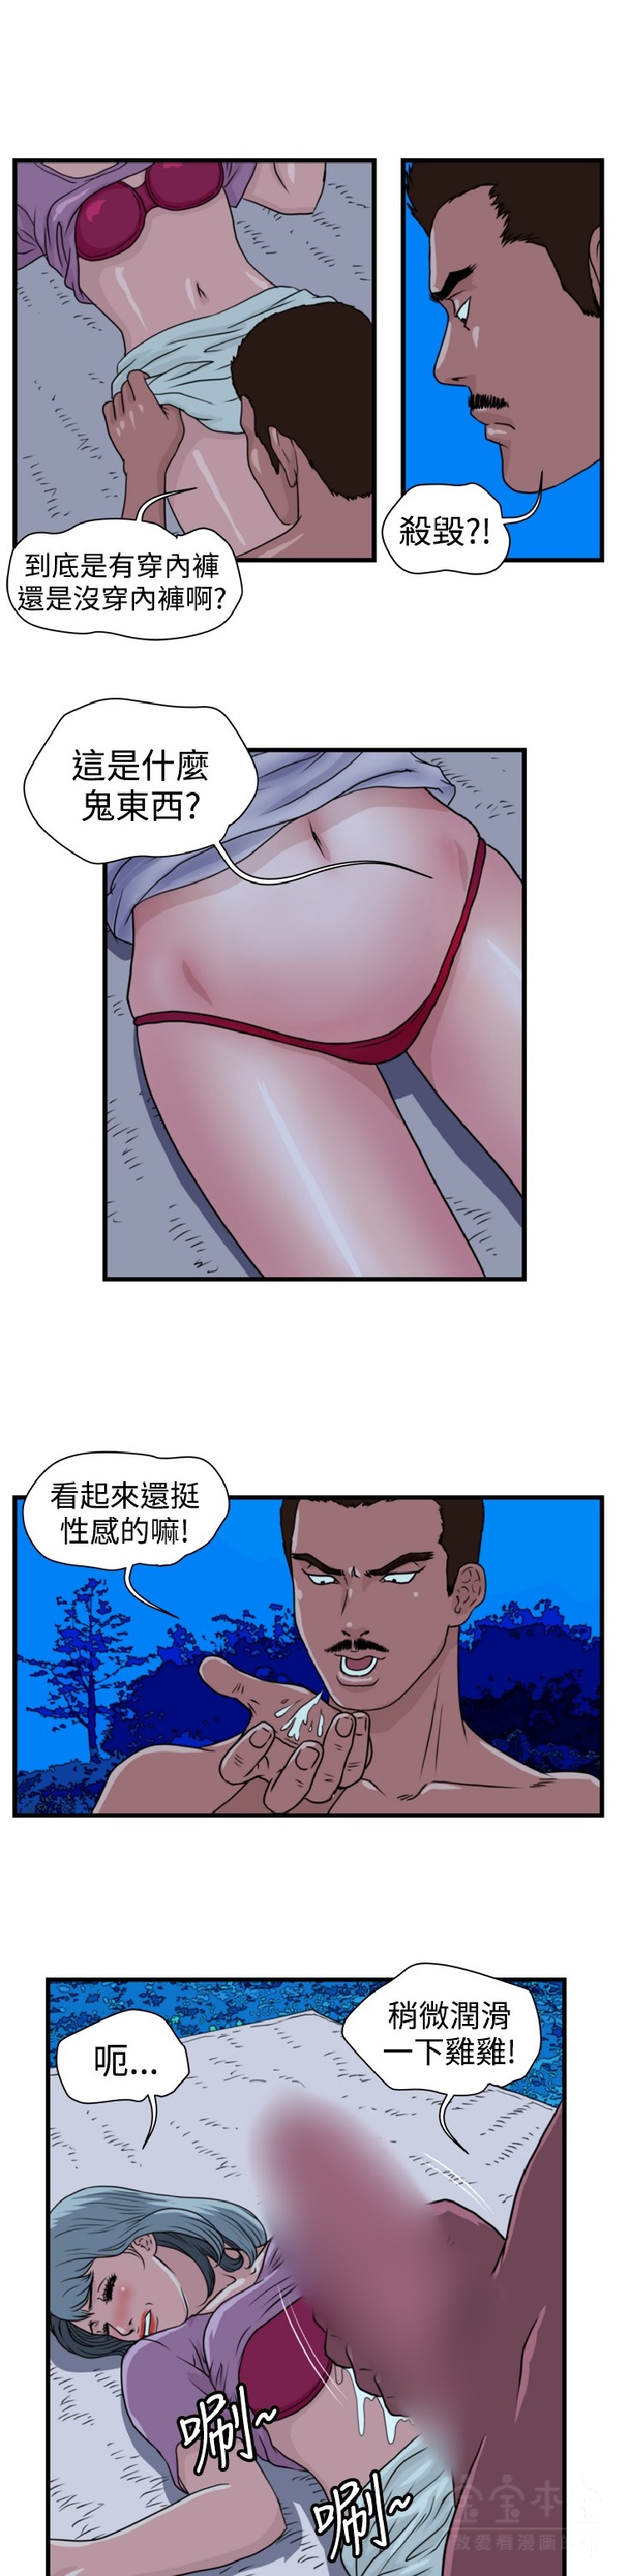 到底是有穿內褲
還是沒穿內褲啊?
殺毀?!
這是什麼
鬼東西?
看起來還挺
性感的嘛!
稍微潤滑
一下雞雞!
呃...
唰~
唰~